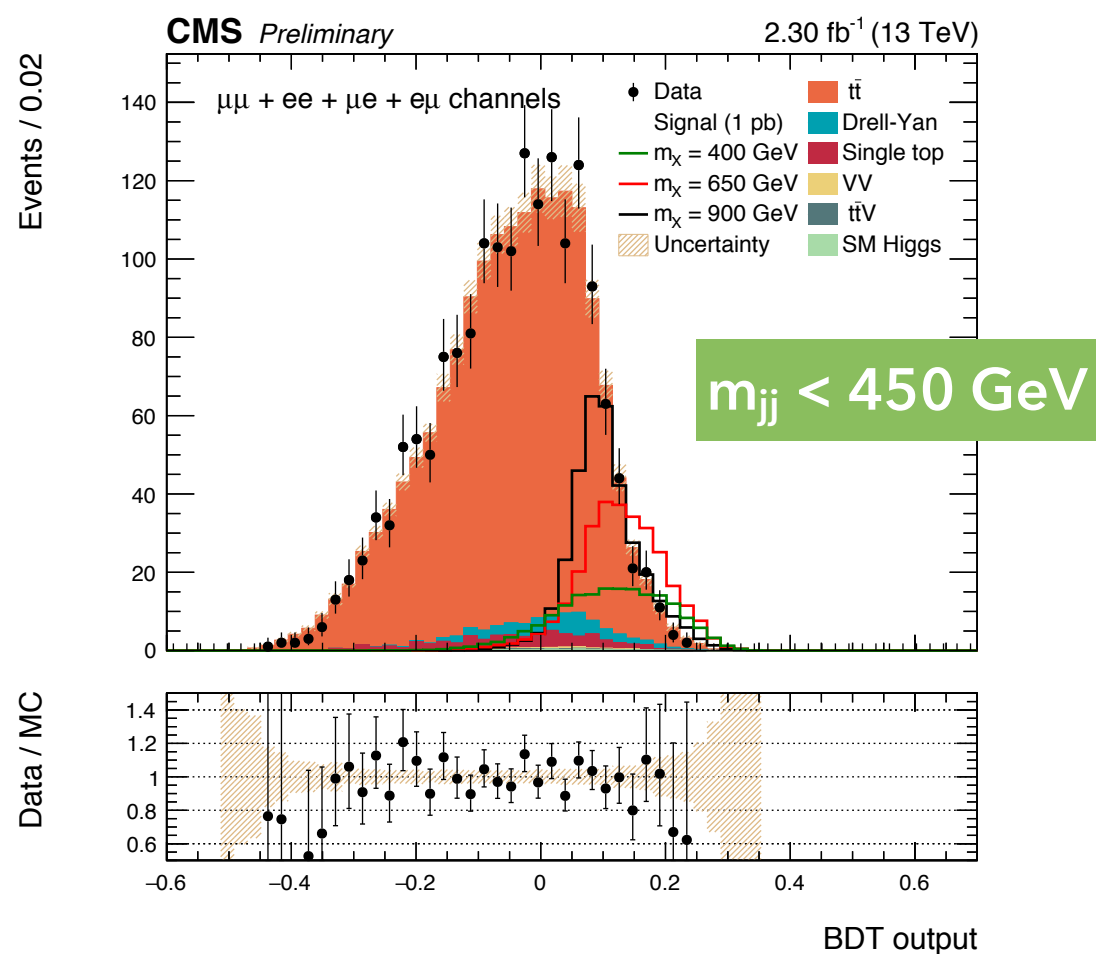 CMS Preliminary 2.30 fb⁻¹ (13 TeV)
Events / 0.02
μμ + ee + μe + eμ channels
Data
Signal (1 pb)
mₓ = 400 GeV
mₓ = 650 GeV
mₓ = 900 GeV
Uncertainty
tt̄
Drell-Yan
Single top
VV
tt̄V
SM Higgs
140
120
100
80
60
40
20
0
mjj < 450 GeV
Data / MC
1.4
1.2
1
0.8
0.6
−0.6 −0.4 −0.2 0 0.2 0.4 0.6
BDT output